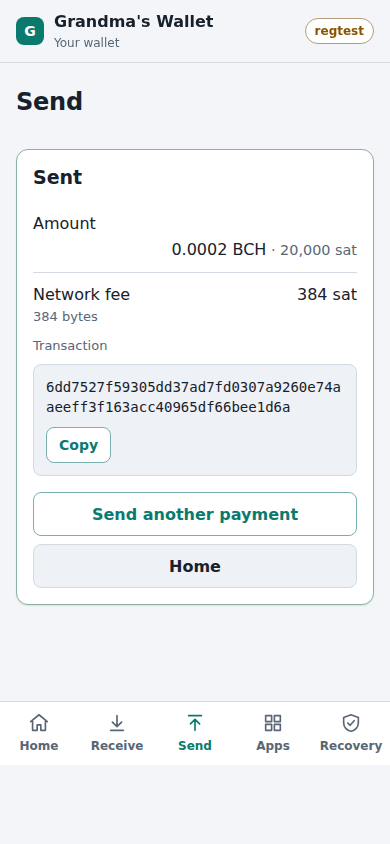 G
Grandma's Wallet
Your wallet
regtest
Send
Sent
Amount
0.0002 BCH · 20,000 sat
Network fee
384 sat
384 bytes
Transaction
6dd7527f59305dd37ad7fd0307a9260e74a
aeeff3f163acc40965df66bee1d6a
Copy
Send another payment
Home
Home
Receive
Send
Apps
Recovery